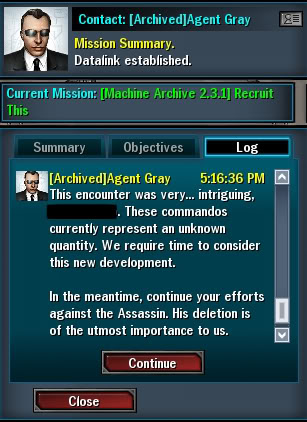 Contact: [Archived]Agent Gray
Mission Summary.
Datalink established.
Current Mission: [Machine Archive 2.3.1] Recruit
This
Summary
Objectives
Log
[Archived]Agent Gray 5:16:36 PM
This encounter was very... intriguing,
. These commandos
currently represent an unknown
quantity. We require time to consider
this new development.
In the meantime, continue your efforts
against the Assassin. His deletion is
of the utmost importance to us.
Continue
Close